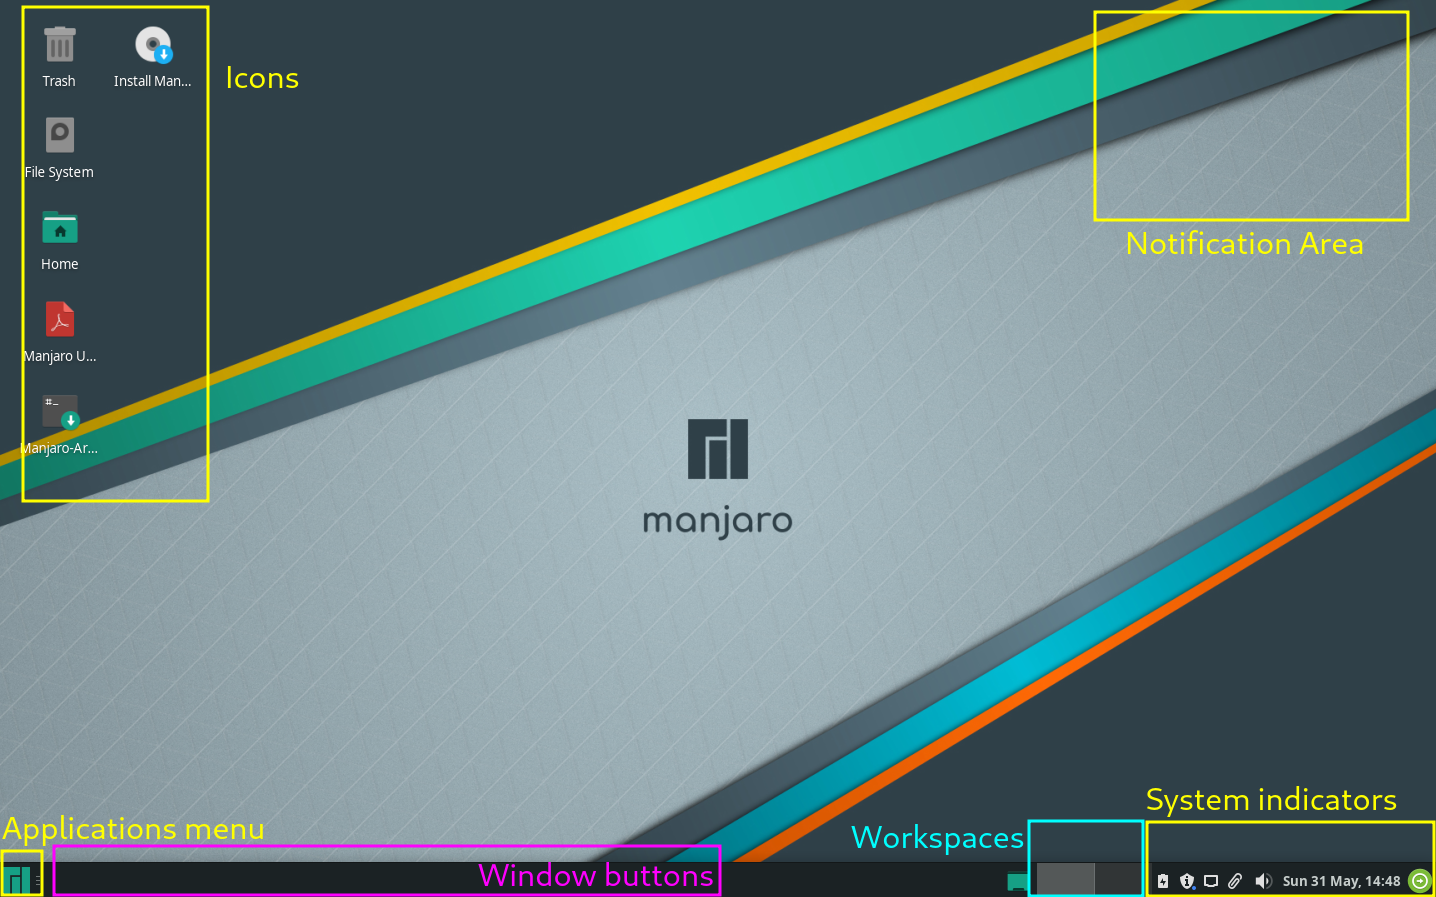 Trash
Install Man...
Icons
File System
Home
Manjaro U...
#_
Manjaro-Ar...
Notification Area
manjaro
Applications menu
Window buttons
Workspaces
System indicators
Sun 31 May, 14:48